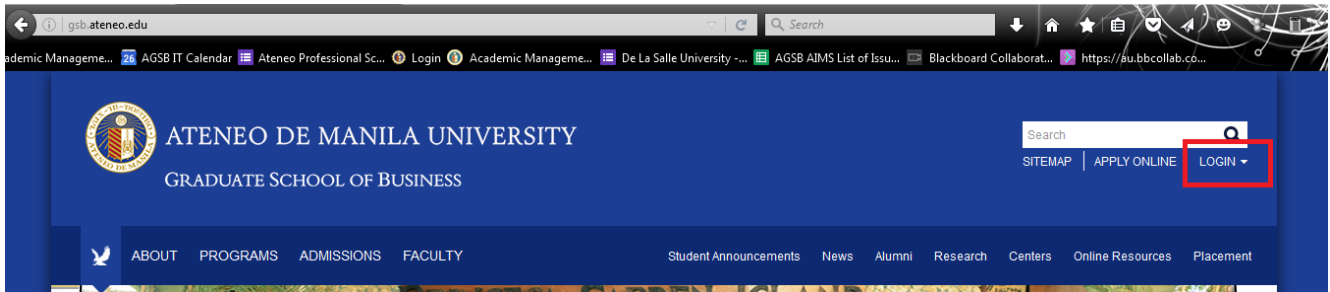 gsb.ateneo.edu
Search
ademic Manageme...
26 AGSB IT Calendar
Ateneo Professional Sc...
Login
Academic Manageme...
De La Salle University -...
AGSB AIMS List of Issu...
Blackboard Collaborat...
https://au.bbcollab.co...
ATENEO DE MANILA UNIVERSITY
GRADUATE SCHOOL OF BUSINESS
Search
SITEMAP
APPLY ONLINE
LOGIN
ABOUT
PROGRAMS
ADMISSIONS
FACULTY
Student Announcements
News
Alumni
Research
Centers
Online Resources
Placement